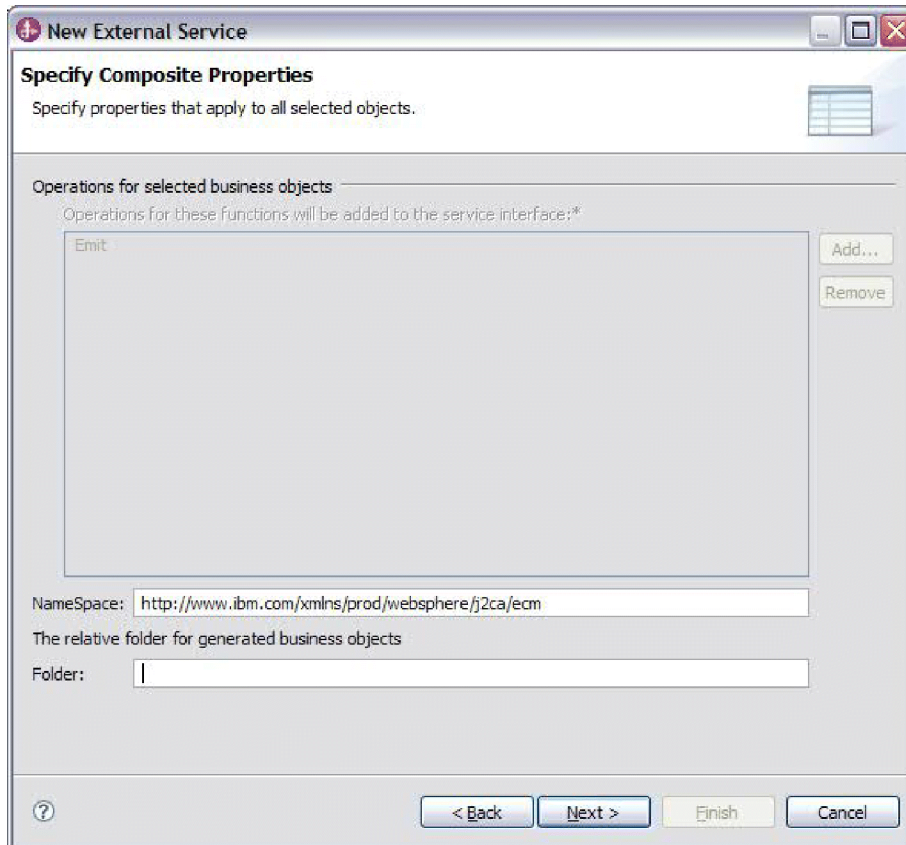 New External Service
Specify Composite Properties
Specify properties that apply to all selected objects.
Operations for selected business objects
Operations for these functions will be added to the service interface:*
Emit
Add...
Remove
NameSpace: http://www.ibm.com/xmlns/prod/websphere/j2ca/ecm
The relative folder for generated business objects
Folder:
? < Back Next > Finish Cancel